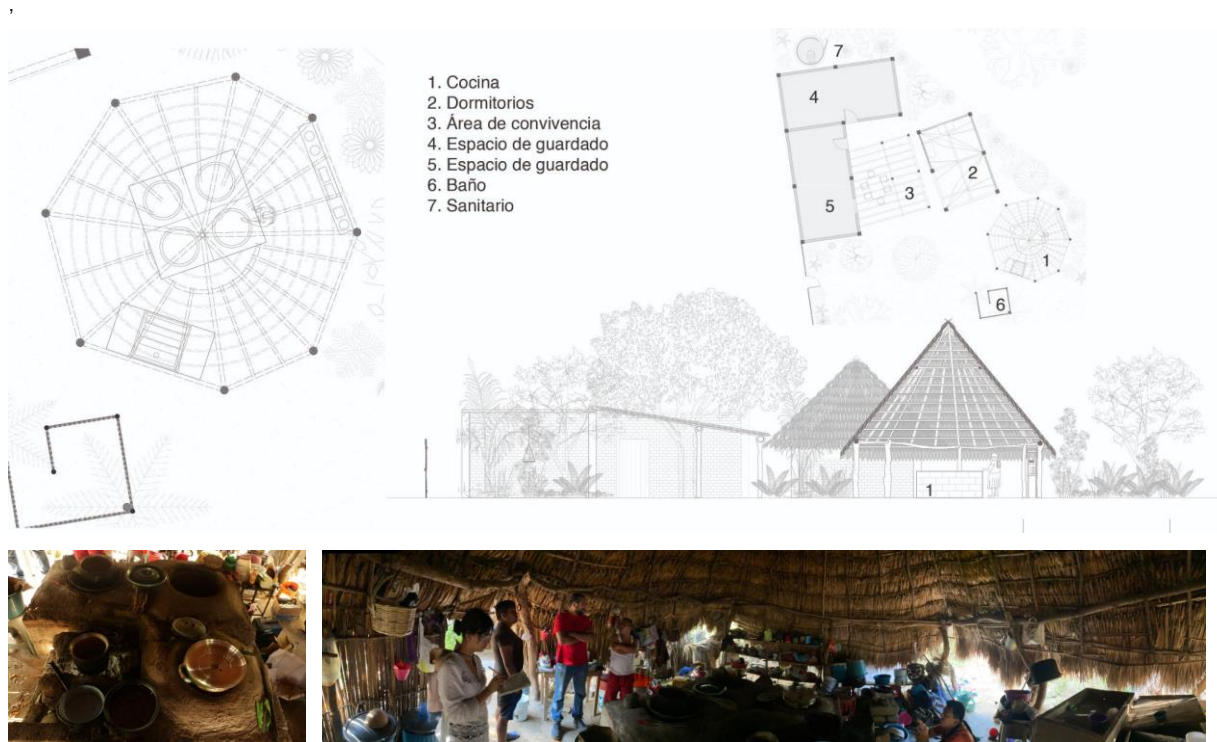 ,
1. Cocina
2. Dormitorios
3. Área de convivencia
4. Espacio de guardado
5. Espacio de guardado
6. Baño
7. Sanitario
7
4
2
3
5
1
6
1